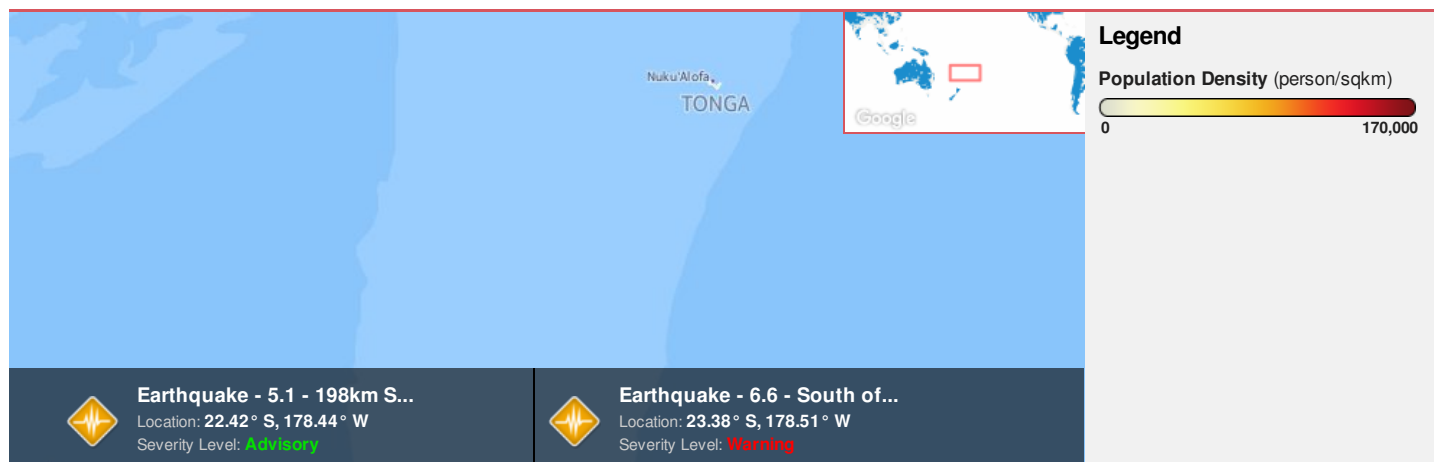 Nuku'Alofa
TONGA
Google
Legend
Population Density (person/sqkm)
0 170,000
Earthquake - 5.1 - 198km S...
Location: 22.42° S, 178.44° W
Severity Level: Advisory
Earthquake - 6.6 - South of...
Location: 23.38° S, 178.51° W
Severity Level: Warning